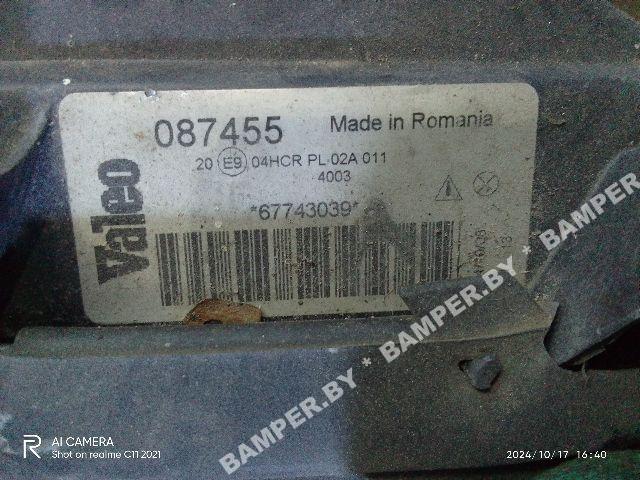 087455 Made in Romania
20 E9 04HCR PL 02A 011
4003
Valeo
*67743039*
BAMPER.BY * BAMPER.BY * BAMPER.BY
R AI CAMERA
Shot on realme C11 2021
2024/10/17 16:40